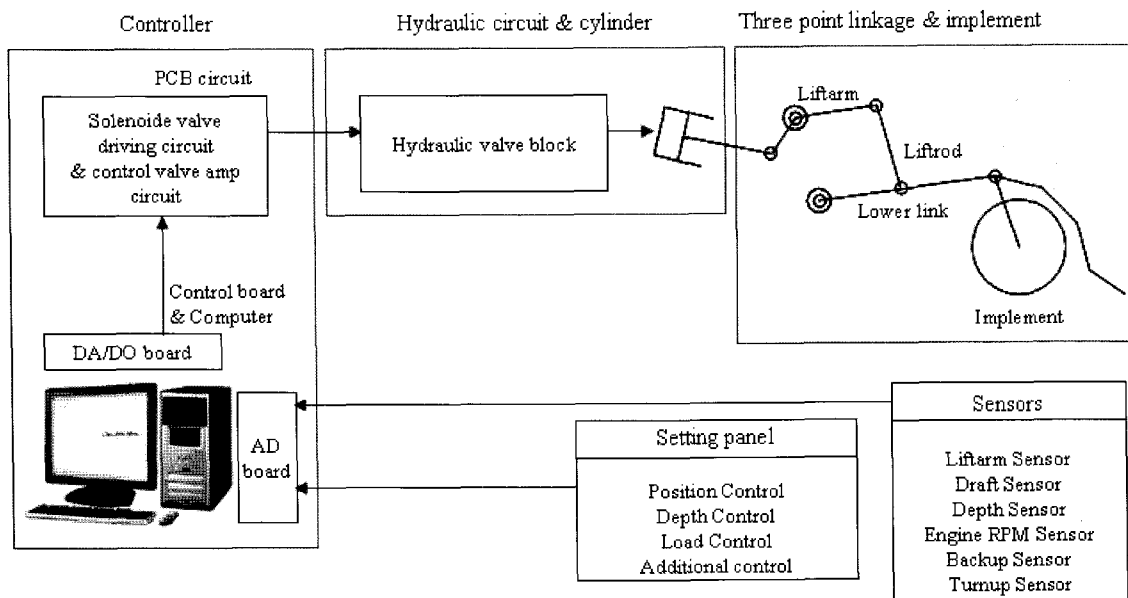 Controller
Hydraulic circuit & cylinder
Three point linkage & implement
PCB circuit
Solenoide valve
driving circuit
& control valve amp
circuit
Hydraulic valve block
Liftarm
Liftrod
Lower link
Implement
Control board
& Computer
DA/DO board
AD
board
Setting panel
Position Control
Depth Control
Load Control
Additional control
Sensors
Liftarm Sensor
Draft Sensor
Depth Sensor
Engine RPM Sensor
Backup Sensor
Turnup Sensor